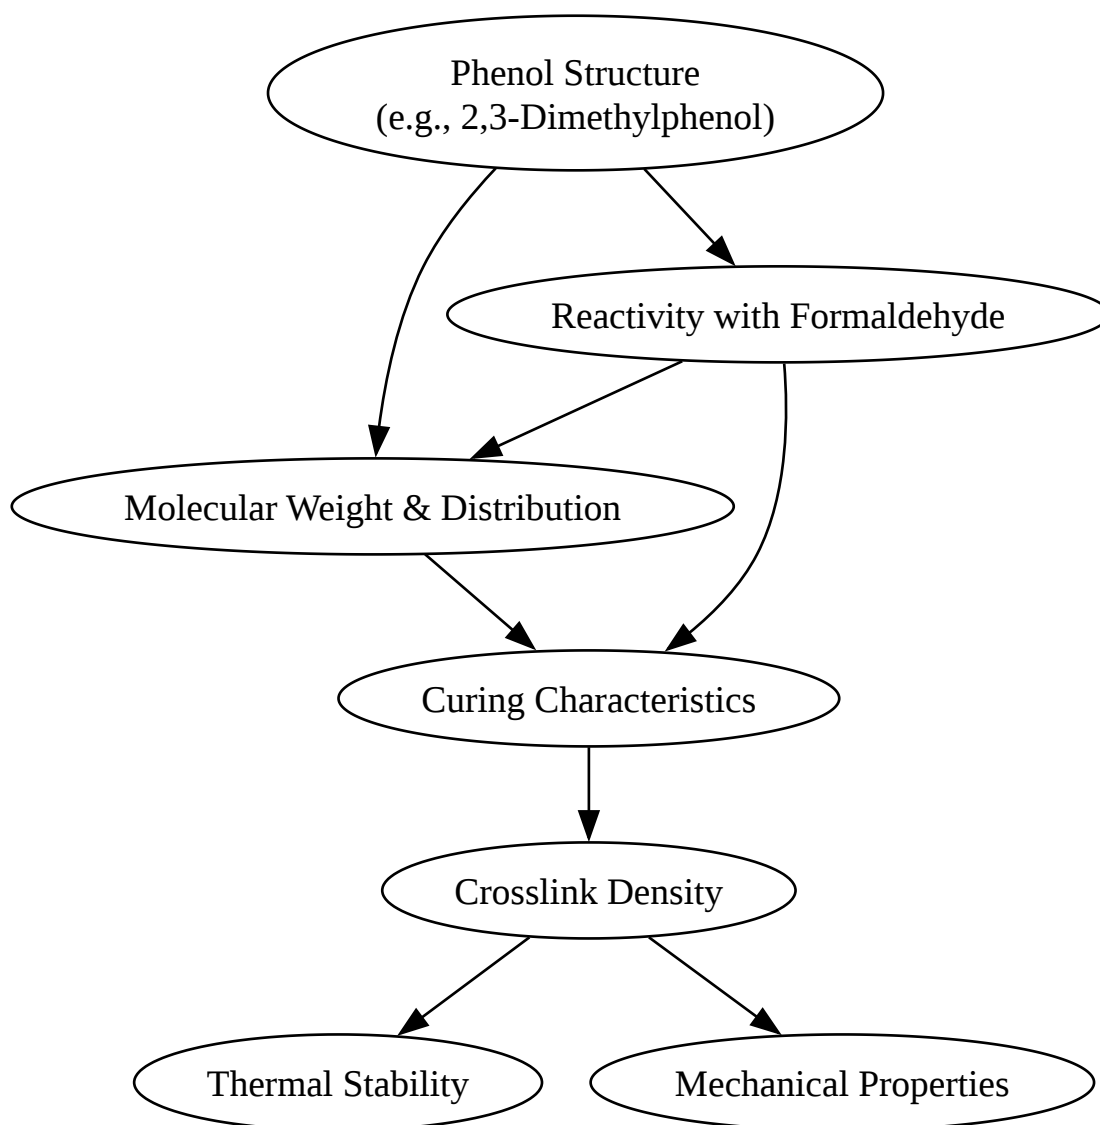 Phenol Structure
(e.g., 2,3-Dimethylphenol)
Reactivity with Formaldehyde
Molecular Weight & Distribution
Curing Characteristics
Crosslink Density
Thermal Stability
Mechanical Properties